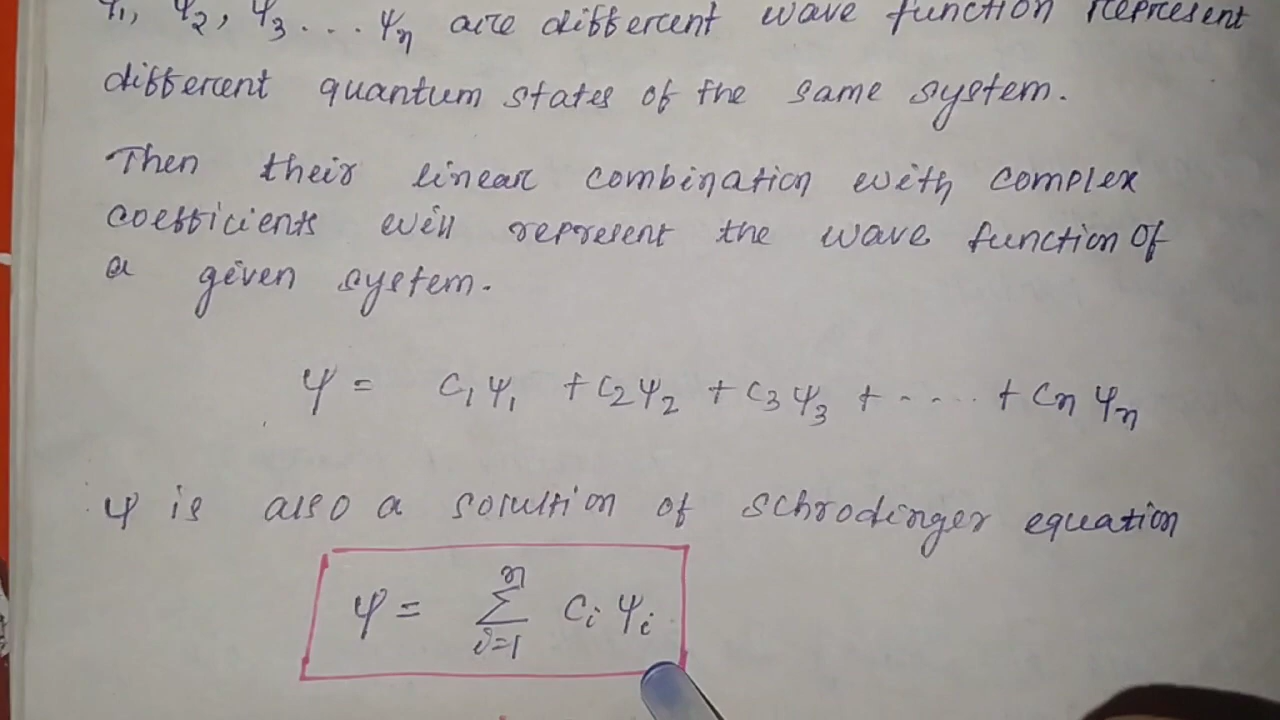 ψ₁, ψ₂, ψ₃ . . . ψₙ are different wave function represent
different quantum states of the same system.
Then their linear combination with complex
coefficients will represent the wave function of
a given system.
ψ = c₁ψ₁ + c₂ψ₂ + c₃ψ₃ + ..... + cₙψₙ
ψ is also a solution of schrodinger equation
ψ = Σⁿᵢ₌₁ cᵢ ψᵢ